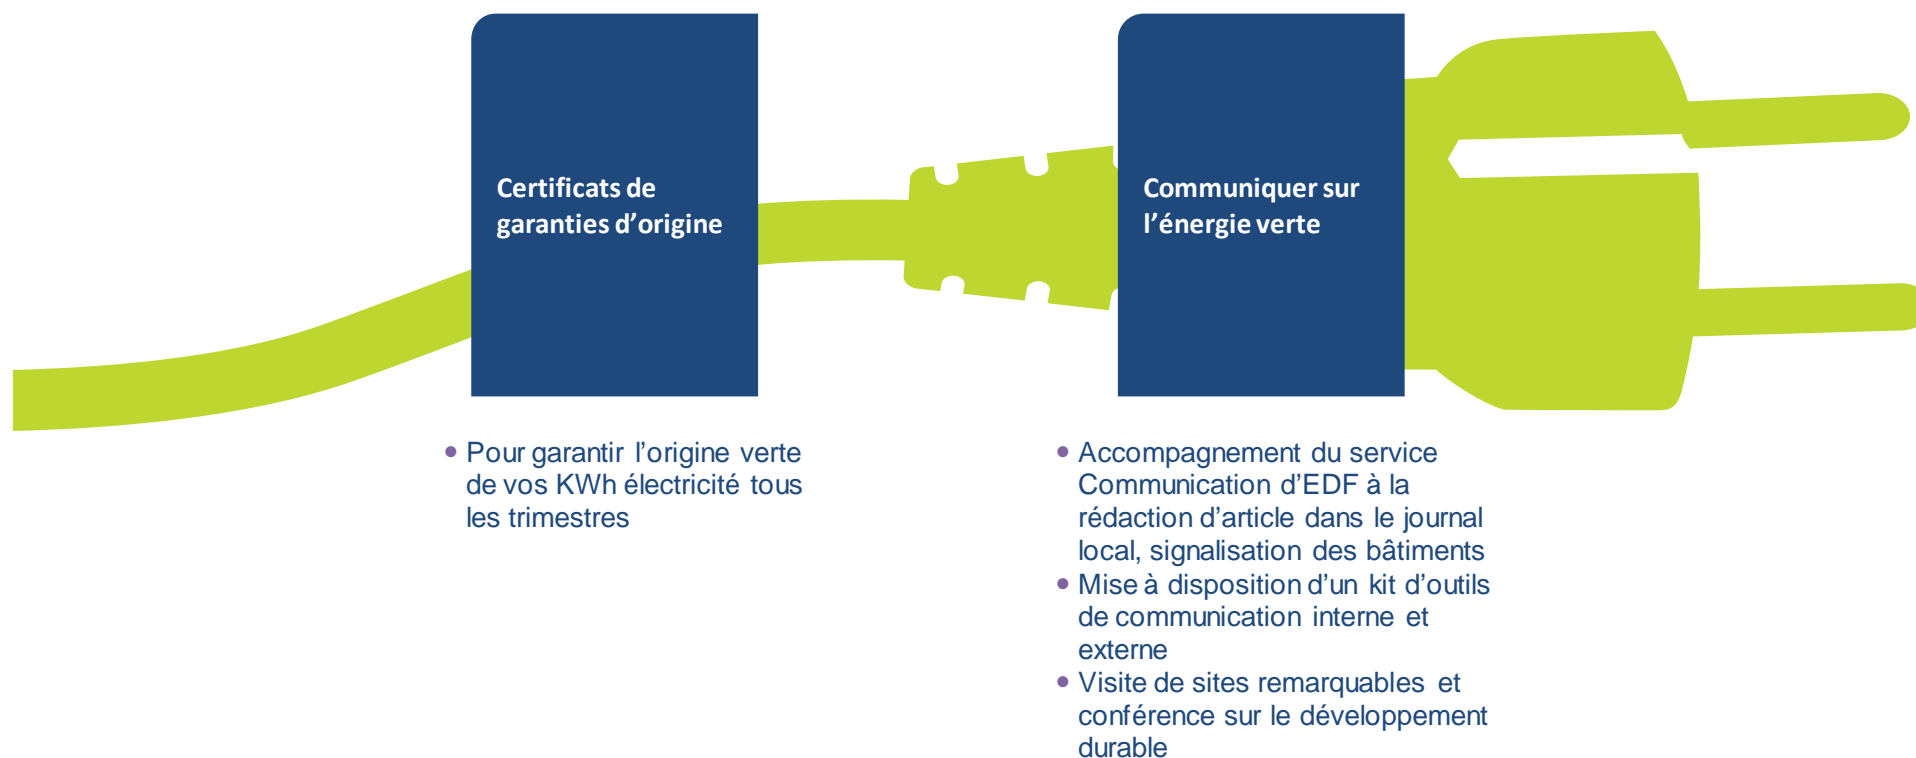 Certificats de
garanties d’origine
Communiquer sur
l’énergie verte
• Pour garantir l’origine verte
de vos KWh électricité tous
les trimestres
• Accompagnement du service
Communication d’EDF à la
rédaction d’article dans le journal
local, signalisation des bâtiments
• Mise à disposition d’un kit d’outils
de communication interne et
externe
• Visite de sites remarquables et
conférence sur le développement
durable